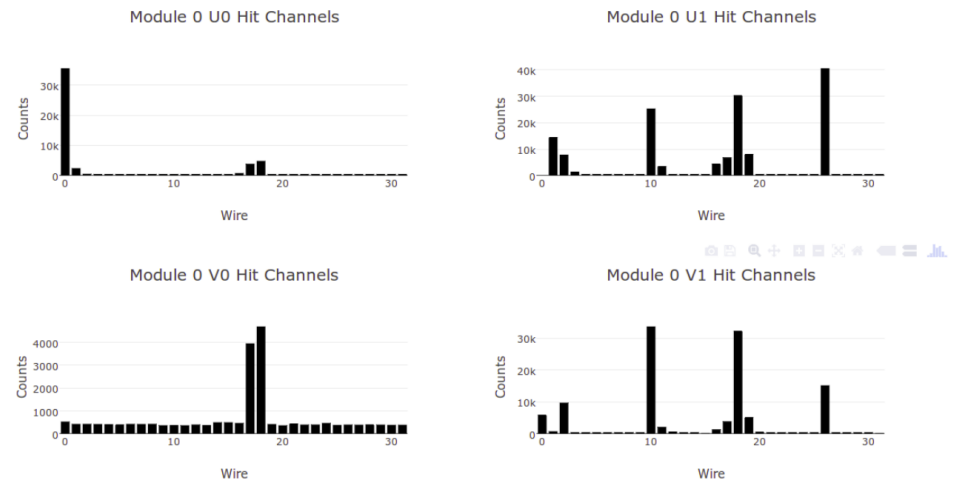 Module 0 U0 Hit Channels
Counts
30k
20k
10k
0
0 10 20 30
Wire
Module 0 U1 Hit Channels
Counts
40k
30k
20k
10k
0
0 10 20 30
Wire
Module 0 V0 Hit Channels
Counts
4000
3000
2000
1000
0
0 10 20 30
Wire
Module 0 V1 Hit Channels
Counts
30k
20k
10k
0
0 10 20 30
Wire